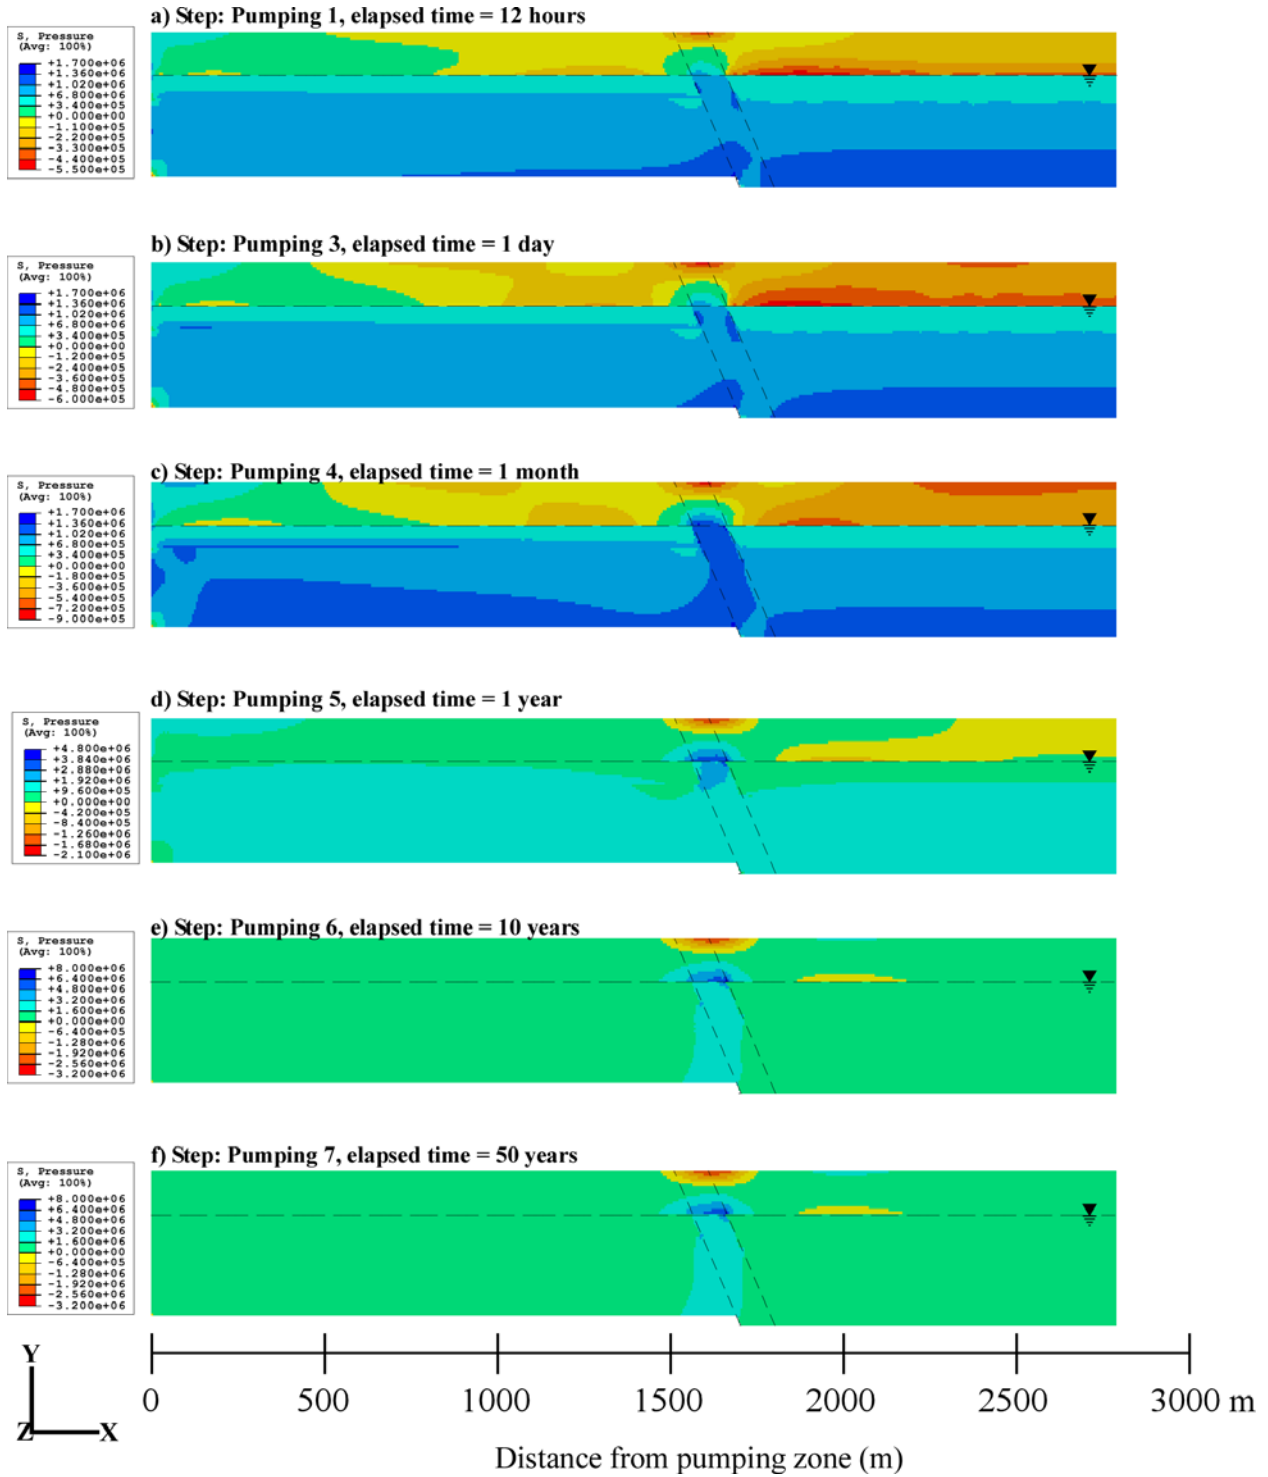 a) Step: Pumping 1, elapsed time = 12 hours
S, Pressure
(Avg: 100%)
+1.700e+06
+1.360e+06
+1.020e+06
+6.800e+05
+3.400e+05
+0.000e+00
-1.100e+05
-2.200e+05
-3.300e+05
-4.400e+05
-5.500e+05
b) Step: Pumping 3, elapsed time = 1 day
S, Pressure
(Avg: 100%)
+1.700e+06
+1.360e+06
+1.020e+06
+6.800e+05
+3.400e+05
+0.000e+00
-1.200e+05
-2.400e+05
-3.600e+05
-4.800e+05
-6.000e+05
c) Step: Pumping 4, elapsed time = 1 month
S, Pressure
(Avg: 100%)
+1.700e+06
+1.360e+06
+1.020e+06
+6.800e+05
+3.400e+05
+0.000e+00
-1.800e+05
-3.600e+05
-5.400e+05
-7.200e+05
-9.000e+05
d) Step: Pumping 5, elapsed time = 1 year
S, Pressure
(Avg: 100%)
+4.800e+06
+3.840e+06
+2.880e+06
+1.920e+06
+9.600e+05
+0.000e+00
-4.200e+05
-8.400e+05
-1.260e+06
-1.680e+06
-2.100e+06
e) Step: Pumping 6, elapsed time = 10 years
S, Pressure
(Avg: 100%)
+8.000e+06
+6.400e+06
+4.800e+06
+3.200e+06
+1.600e+06
+0.000e+00
-6.400e+05
-1.280e+06
-1.920e+06
-2.560e+06
-3.200e+06
f) Step: Pumping 7, elapsed time = 50 years
S, Pressure
(Avg: 100%)
+8.000e+06
+6.400e+06
+4.800e+06
+3.200e+06
+1.600e+06
+0.000e+00
-6.400e+05
-1.280e+06
-1.920e+06
-2.560e+06
-3.200e+06
Y
Z X
0 500 1000 1500 2000 2500 3000 m
Distance from pumping zone (m)